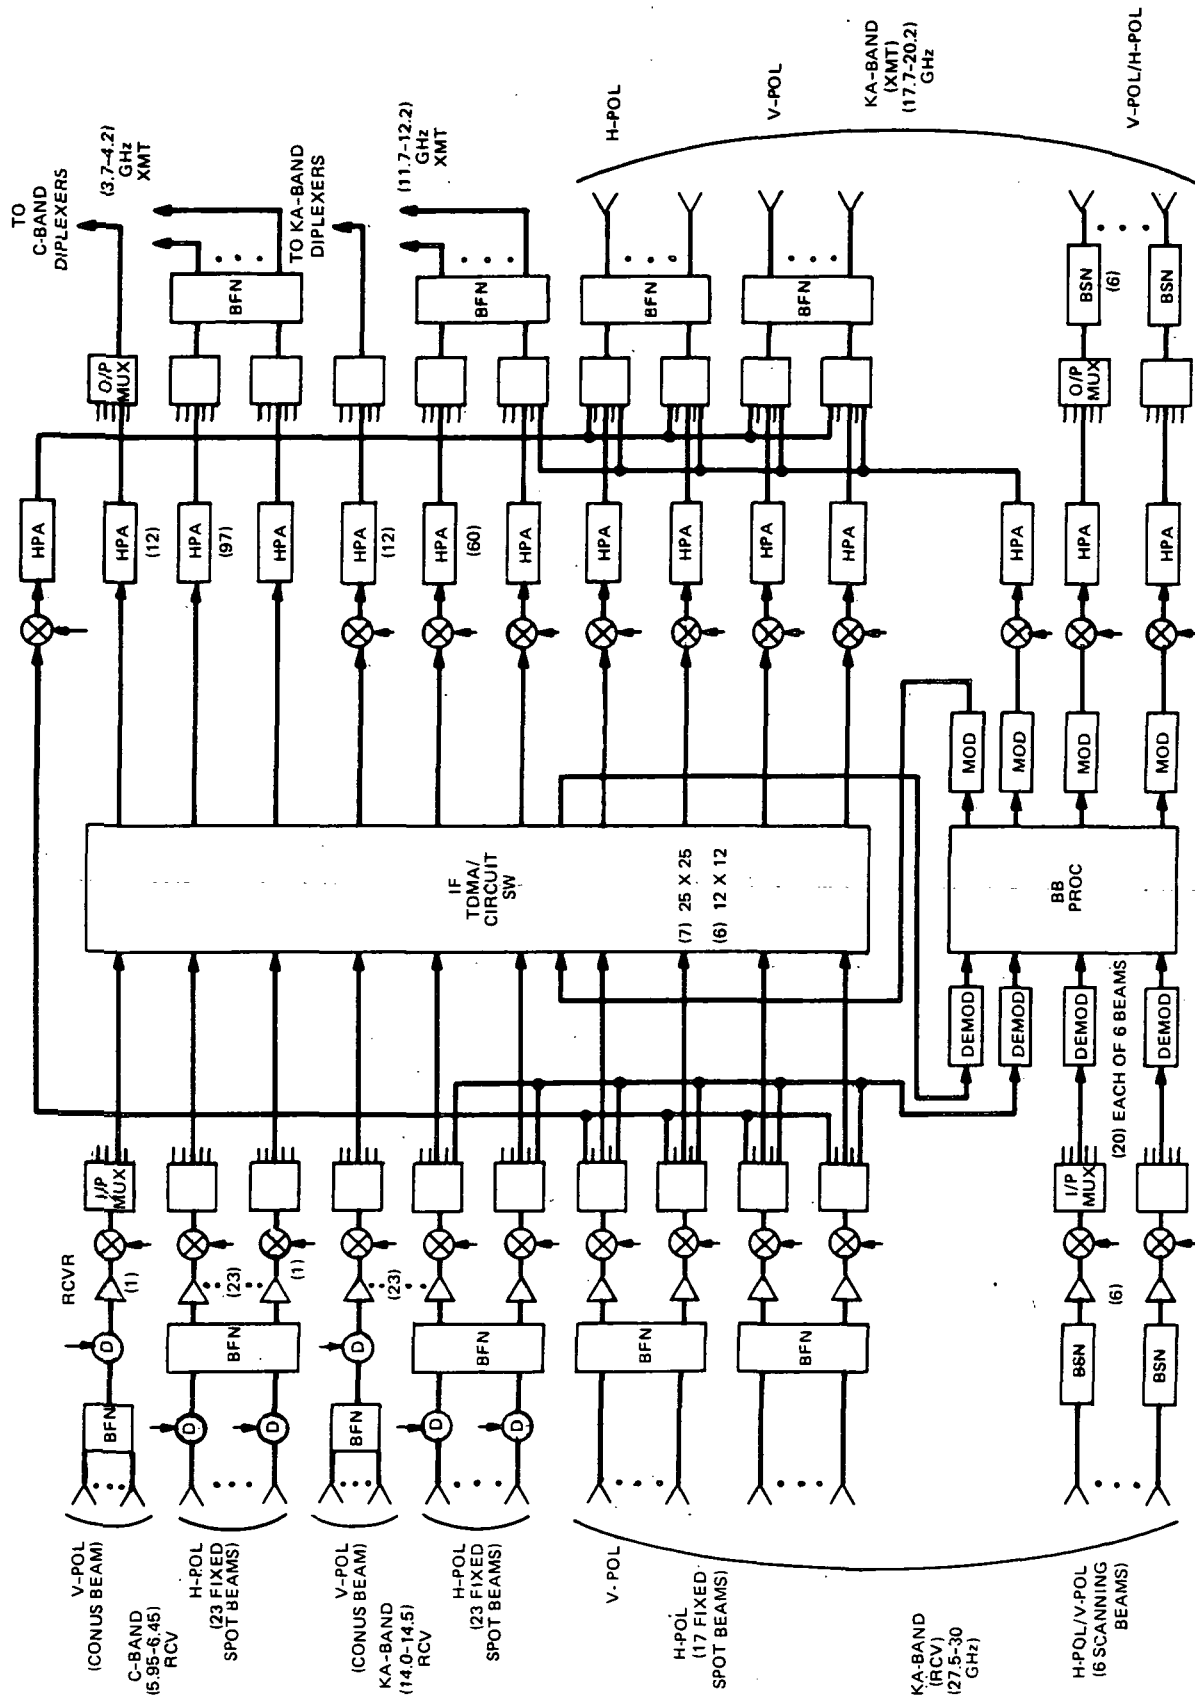 V-POL
(CONUS BEAM)
C-BAND
(5.95-6.45)
RCV
H-POL
(23 FIXED
SPOT BEAMS)
V-POL
(CONUS BEAM)
KA-BAND
(14.0-14.5)
RCV
H-POL
(23 FIXED
SPOT BEAMS)
V-POL
H-POL
(17 FIXED
SPOT BEAMS)
KA-BAND
(RCV)
(27.5-30
GHz)
H-POL/V-POL
(6 SCANNING
BEAMS)
BFN
D
D
D
BFN
D
D
D
BFN
BFN
BFN
BFN
BSN
BSN
RCVR
(1)
(23)
(1)
(23)
(6)
I/P
MUX
I/P
MUX
(20) EACH OF 6 BEAMS
DEMOD
DEMOD
DEMOD
DEMOD
IF
TDMA/
CIRCUIT
SW
(7) 25 X 25
(6) 12 X 12
BB
PROC
MOD
MOD
MOD
MOD
HPA
HPA
(12)
HPA
(97)
HPA
HPA
(12)
HPA
(60)
HPA
HPA
HPA
HPA
HPA
HPA
HPA
HPA
O/P
MUX
O/P
MUX
BFN
BFN
BFN
BFN
BSN
(6)
BSN
TO
C-BAND
DIPLEXERS
(3.7-4.2)
GHz
XMT
TO KA-BAND
DIPLEXERS
(11.7-12.2)
GHz
XMT
H-POL
V-POL
KA-BAND
(XMT)
(17.7-20.2)
GHz
V-POL/H-POL